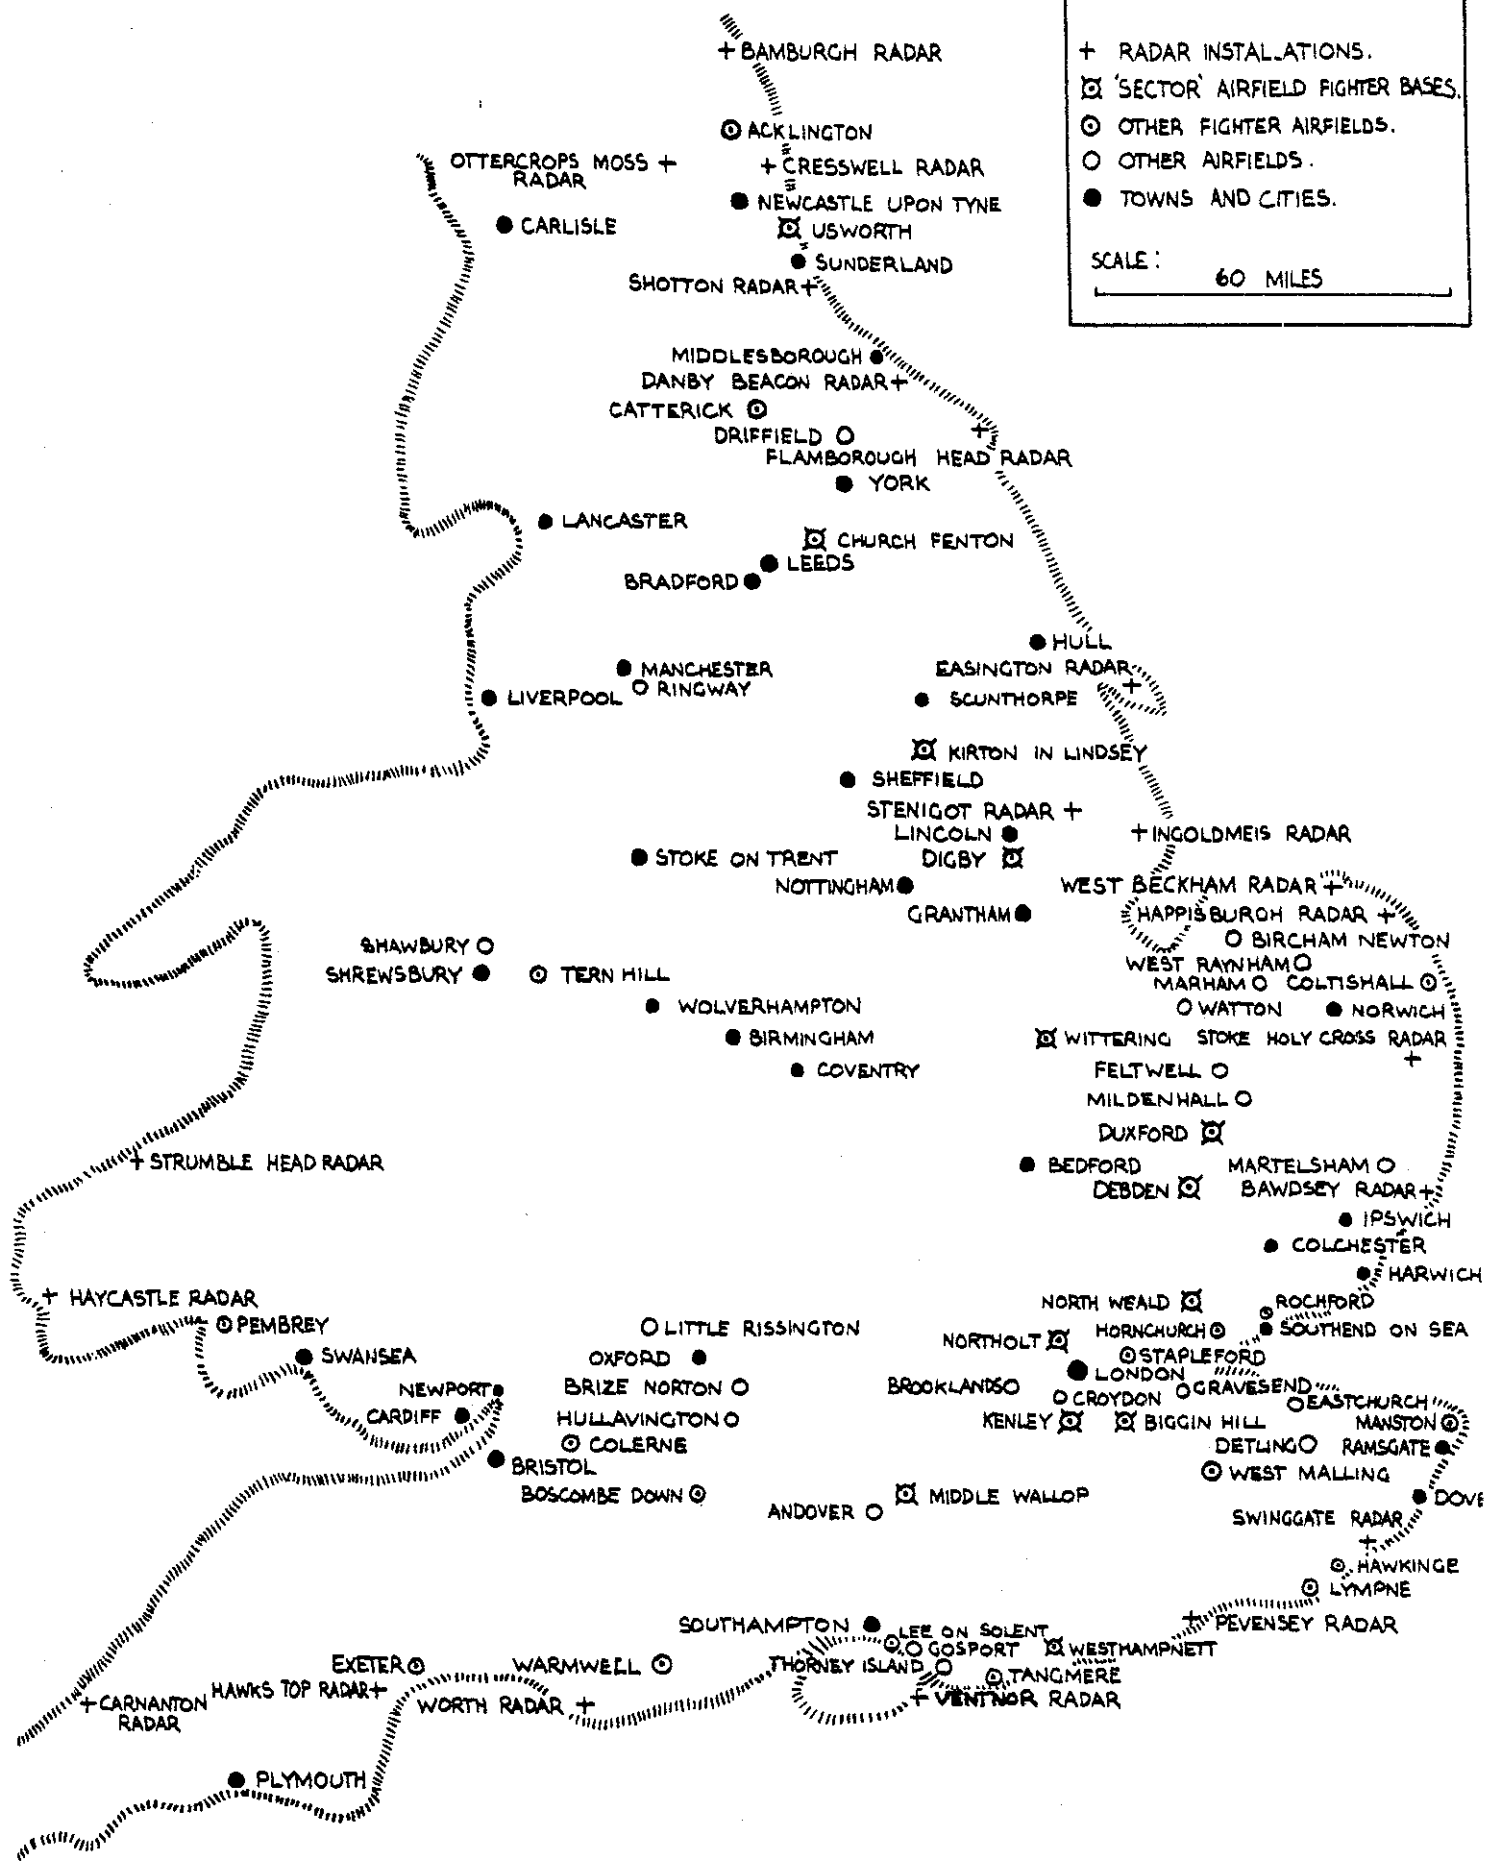 + RADAR INSTALLATIONS.
'SECTOR' AIRFIELD FIGHTER BASES.
OTHER FIGHTER AIRFIELDS.
OTHER AIRFIELDS.
TOWNS AND CITIES.
SCALE:
60 MILES
+ BAMBURGH RADAR
ACKLINGTON
OTTERCROPS MOSS +
RADAR
+ CRESSWELL RADAR
NEWCASTLE UPON TYNE
CARLISLE
USWORTH
SUNDERLAND
SHOTTON RADAR +
MIDDLESBOROUGH
DANBY BEACON RADAR +
CATTERICK
DRIFFIELD
+
FLAMBOROUGH HEAD RADAR
YORK
LANCASTER
CHURCH FENTON
LEEDS
BRADFORD
HULL
MANCHESTER
EASINGTON RADAR
+
RINGWAY
LIVERPOOL
SCUNTHORPE
KIRTON IN LINDSEY
SHEFFIELD
STENIGOT RADAR +
LINCOLN
+ INGOLDMEIS RADAR
STOKE ON TRENT
DIGBY
NOTTINGHAM
WEST BECKHAM RADAR +
GRANTHAM
HAPPISBURGH RADAR +
SHAWBURY
BIRCHAM NEWTON
WEST RAYNHAM
SHREWSBURY
TERN HILL
MARHAM
COLTISHALL
WOLVERHAMPTON
WATTON
NORWICH
BIRMINGHAM
WITTERING
STOKE HOLY CROSS RADAR
+
COVENTRY
FELTWELL
MILDENHALL
DUXFORD
+ STRUMBLE HEAD RADAR
BEDFORD
MARTELSHAM
DEBDEN
BAWDSEY RADAR +
IPSWICH
COLCHESTER
HARWICH
+ HAYCASTLE RADAR
NORTH WEALD
ROCHFORD
PEMBREY
LITTLE RISSINGTON
HORNCHURCH
SOUTHEND ON SEA
NORTHOLT
SWANSEA
OXFORD
STAPLEFORD
LONDON
NEWPORT
BRIZE NORTON
BROOKLANDS
CROYDON
GRAVESEND
EASTCHURCH
CARDIFF
HULLAVINGTON
KENLEY
BIGGIN HILL
MANSTON
COLERNE
DETLING
RAMSGATE
BRISTOL
WEST MALLING
BOSCOMBE DOWN
MIDDLE WALLOP
DOVE
ANDOVER
SWINGGATE RADAR
+
HAWKINGE
LYMPNE
SOUTHAMPTON
LEE ON SOLENT
+ PEVENSEY RADAR
GOSPORT
WESTHAMPNETT
EXETER
WARMWELL
THORNEY ISLAND
TANGMERE
HAWKS TOP RADAR +
+ CARNANTON
RADAR
WORTH RADAR +
+ VENTNOR RADAR
PLYMOUTH